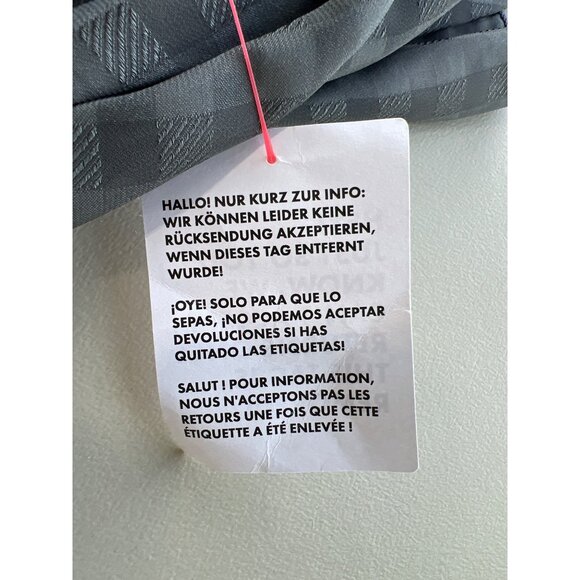 HALLO! NUR KURZ ZUR INFO:
WIR KÖNNEN LEIDER KEINE
RÜCKSENDUNG AKZEPTIEREN,
WENN DIESES TAG ENTFERNT
WURDE!
¡OYE! SOLO PARA QUE LO
SEPAS, ¡NO PODEMOS ACEPTAR
DEVOLUCIONES SI HAS
QUITADO LAS ETIQUETAS!
SALUT ! POUR INFORMATION,
NOUS N'ACCEPTONS PAS LES
RETOURS UNE FOIS QUE CETTE
ÉTIQUETTE A ÉTÉ ENLEVÉE !